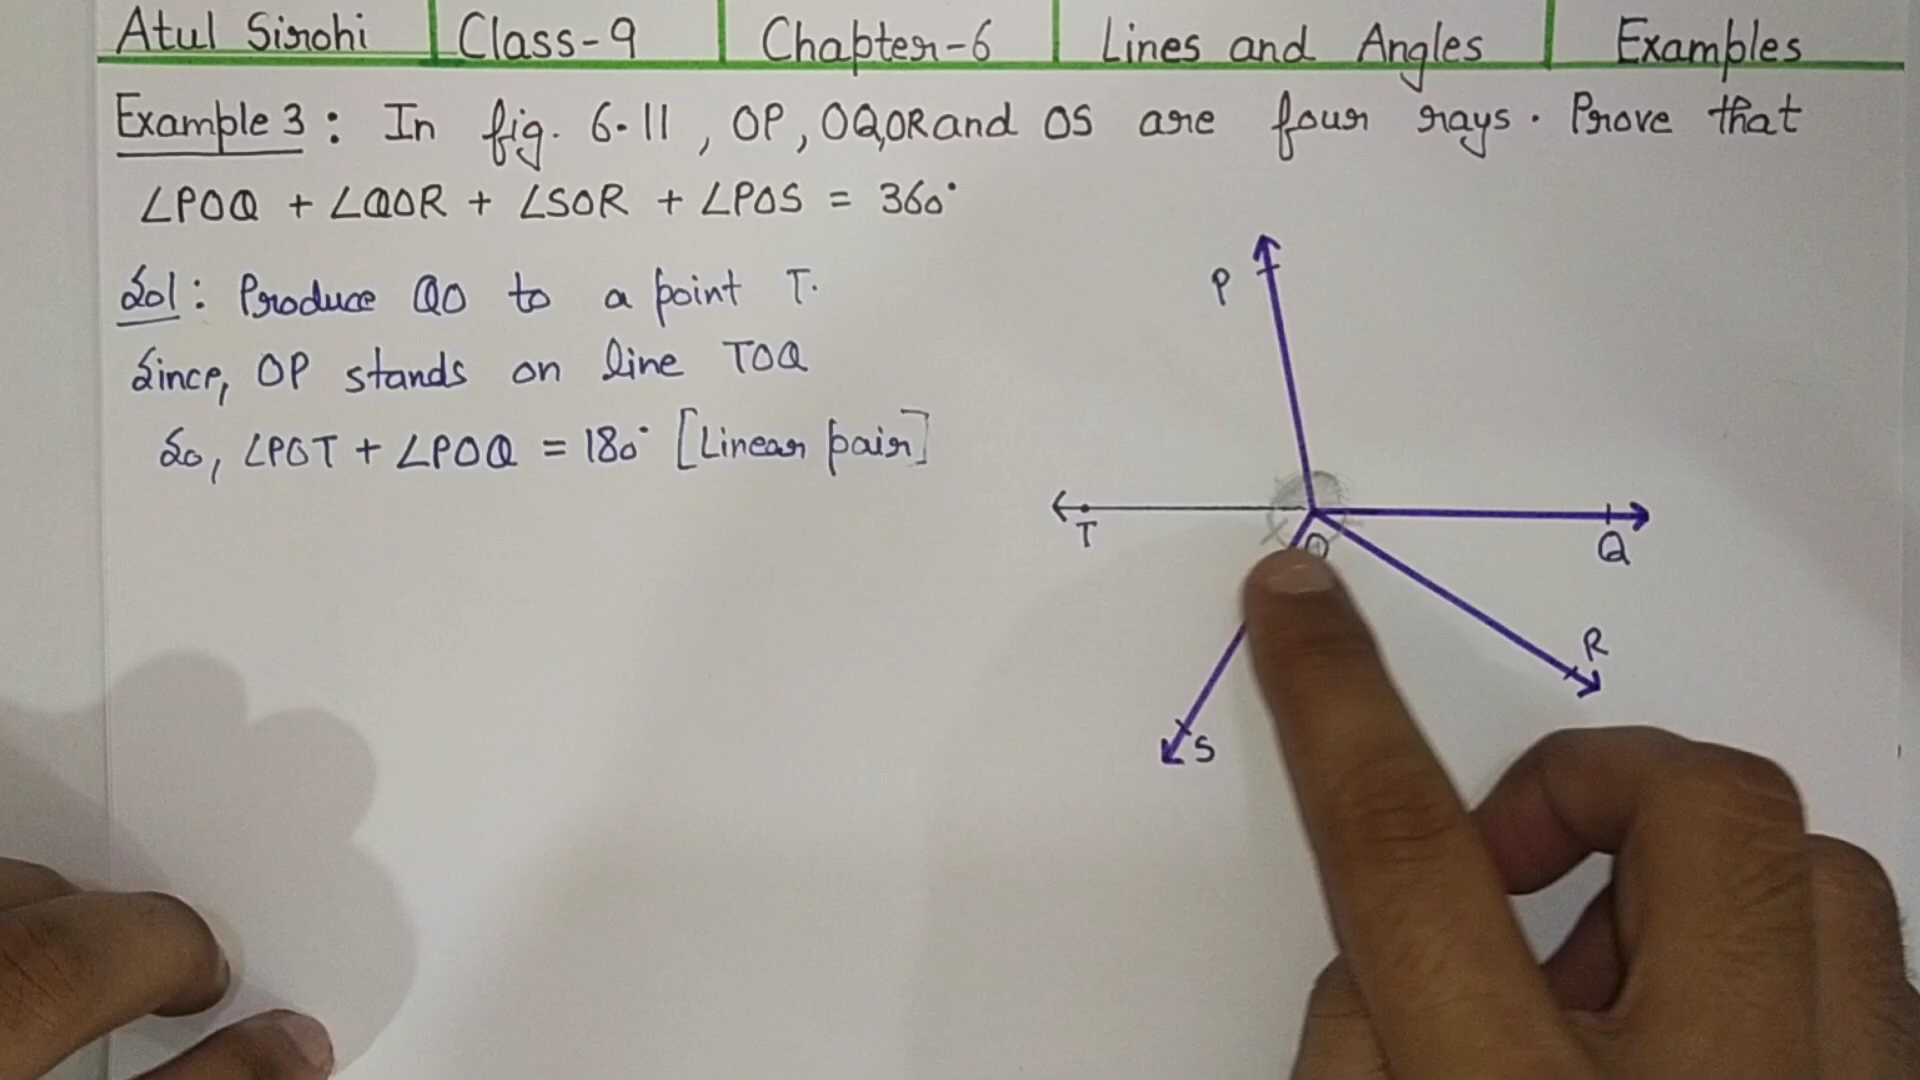 Atul Sirohi Class-9 Chapter-6 Lines and Angles Examples
Example 3 : In fig. 6.11, OP, OQ,OR and OS are four rays. Prove that
∠POQ + ∠QOR + ∠SOR + ∠POS = 360°
Sol : Produce QO to a point T.
Since, OP stands on line TOQ
So, ∠POT + ∠POQ = 180° [Linear pair]
P
T
O
Q
R
S